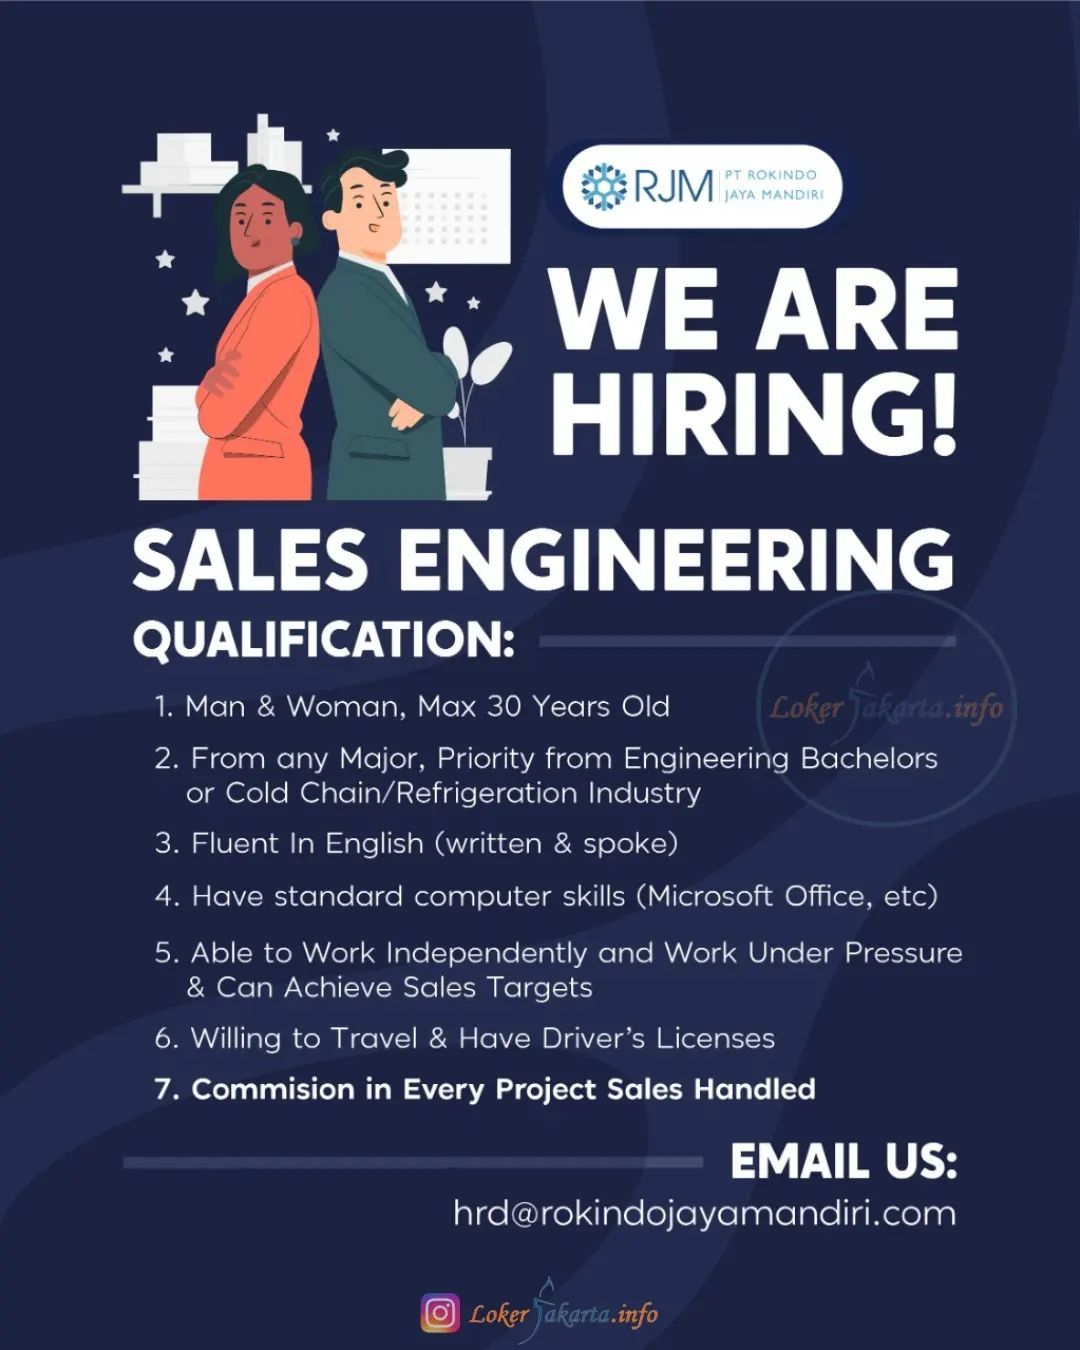 RJM
PT ROKINDO
JAYA MANDIRI
WE ARE
HIRING!
SALES ENGINEERING
QUALIFICATION:
1. Man & Woman, Max 30 Years Old
2. From any Major, Priority from Engineering Bachelors
or Cold Chain/Refrigeration Industry
3. Fluent In English (written & spoke)
4. Have standard computer skills (Microsoft Office, etc)
5. Able to Work Independently and Work Under Pressure
& Can Achieve Sales Targets
6. Willing to Travel & Have Driver's Licenses
7. Commision in Every Project Sales Handled
Loker Jakarta.info
EMAIL US:
hrd@rokindojayamandiri.com
Loker Jakarta.info